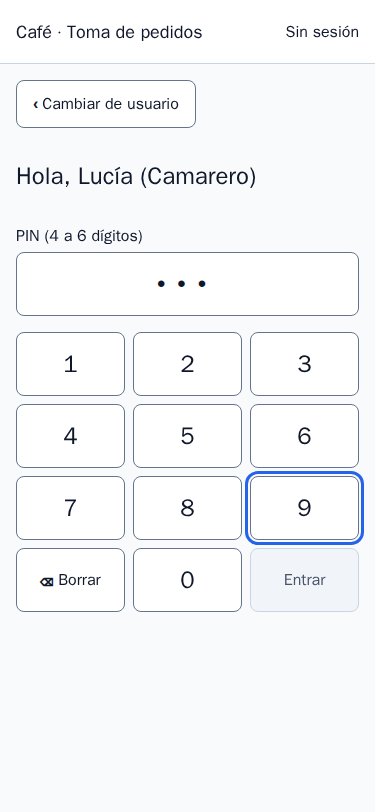 Café · Toma de pedidos Sin sesión
‹ Cambiar de usuario
Hola, Lucía (Camarero)
PIN (4 a 6 dígitos)
• • •
1 2 3
4 5 6
7 8 9
⌫ Borrar 0 Entrar